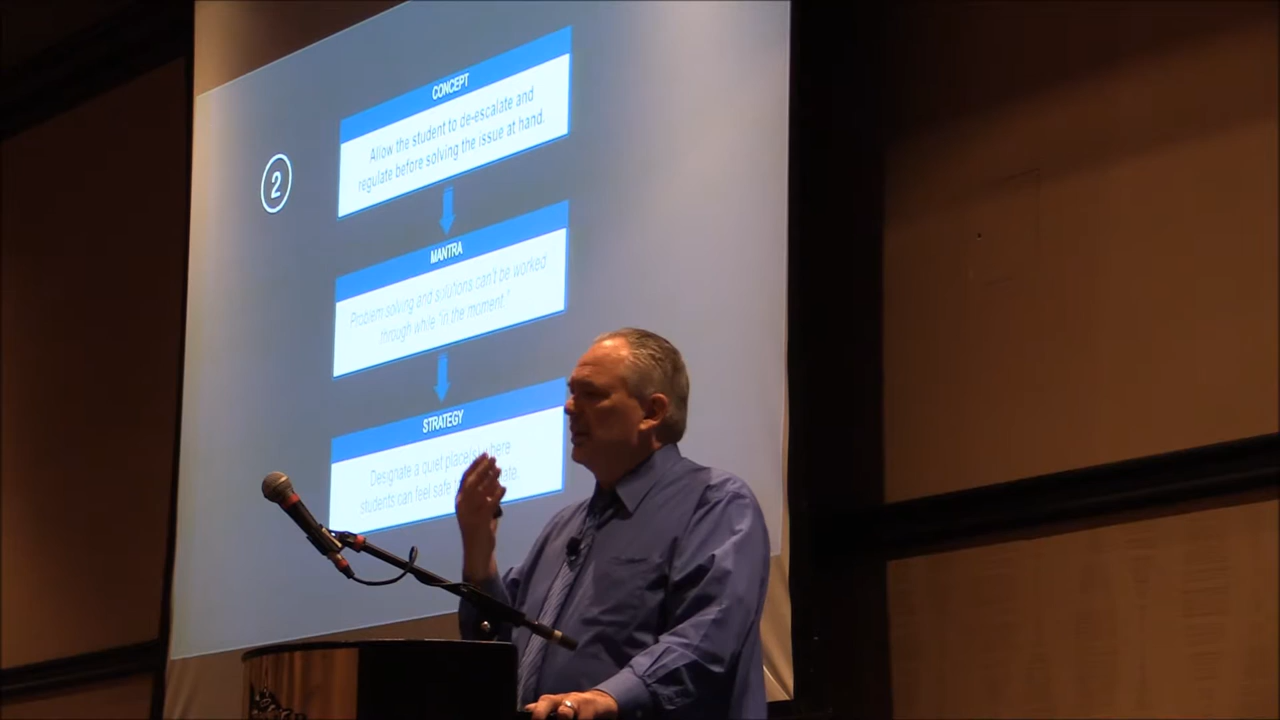 2
CONCEPT
Allow the student to de-escalate and
regulate before solving the issue at hand.
MANTRA
Problem solving and solutions can't be worked
through while "in the moment."
STRATEGY
Designate a quiet place
students can feel safe